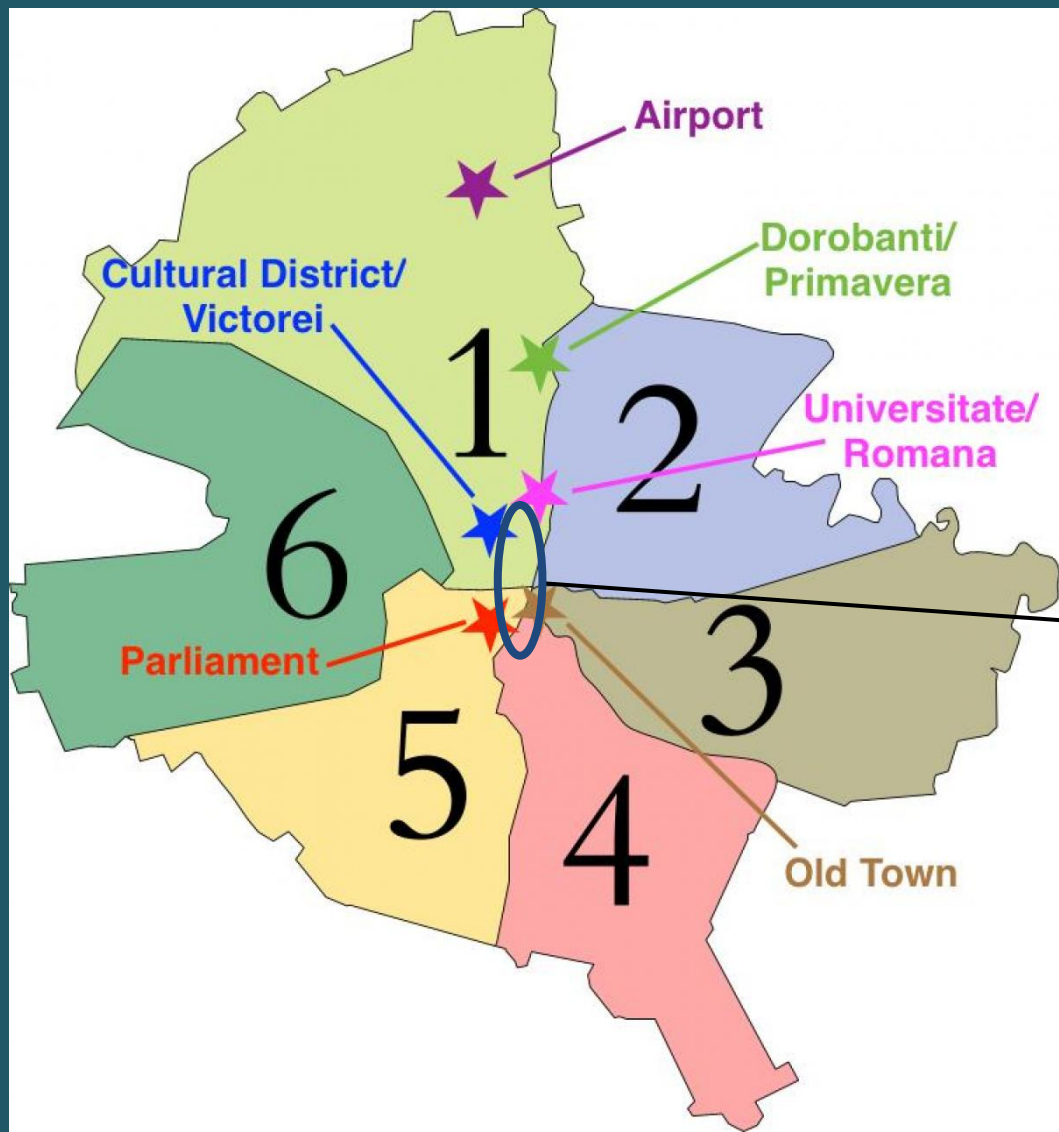 Airport
Dorobanti/
Primavera
Cultural District/
Victorei
1
2
Universitate/
Romana
6
3
Parliament
5
4
Old Town